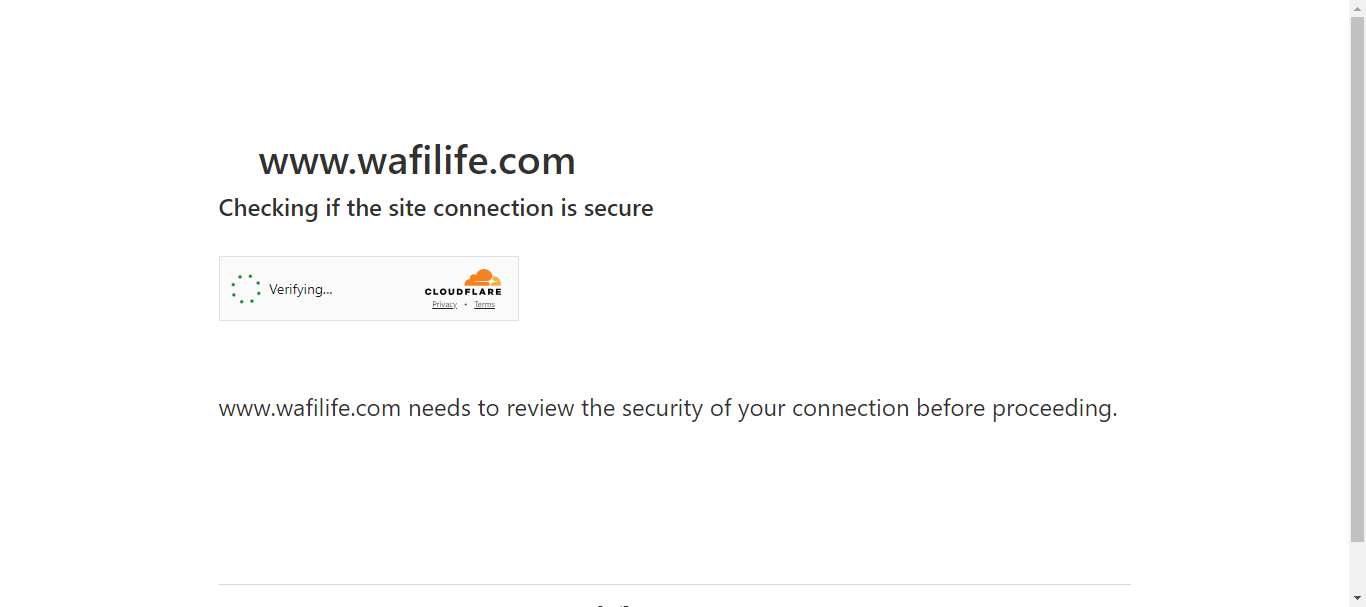 www.wafilife.com
Checking if the site connection is secure
Verifying...
CLOUDFLARE
Privacy • Terms
www.wafilife.com needs to review the security of your connection before proceeding.